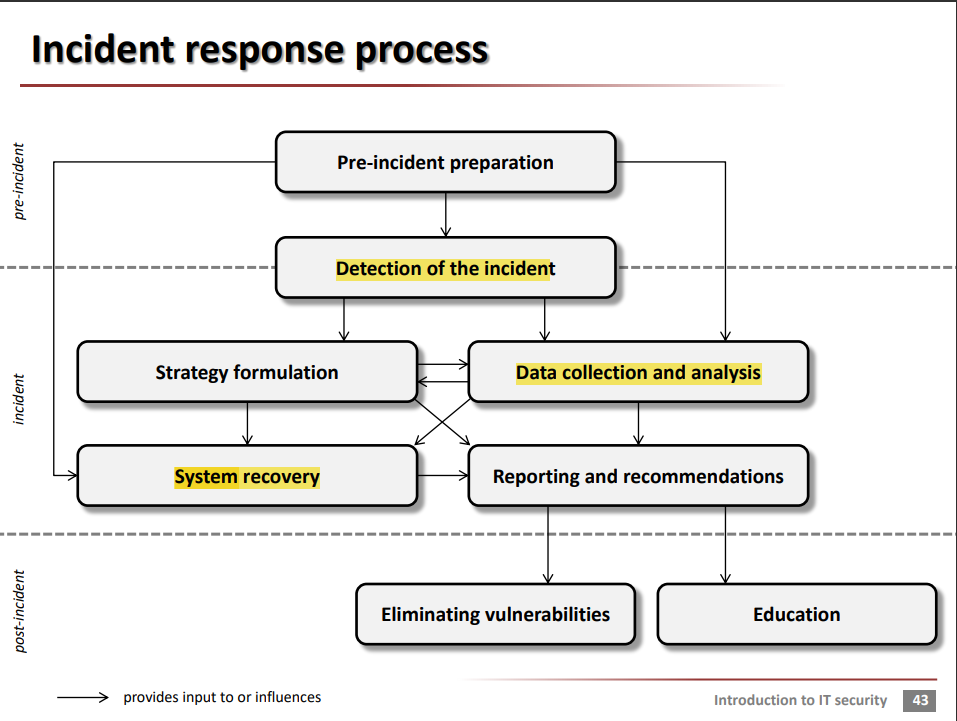 Incident response process
pre-incident
Pre-incident preparation
Detection of the incident
incident
Strategy formulation
Data collection and analysis
System recovery
Reporting and recommendations
post-incident
Eliminating vulnerabilities
Education
provides input to or influences
Introduction to IT security
43